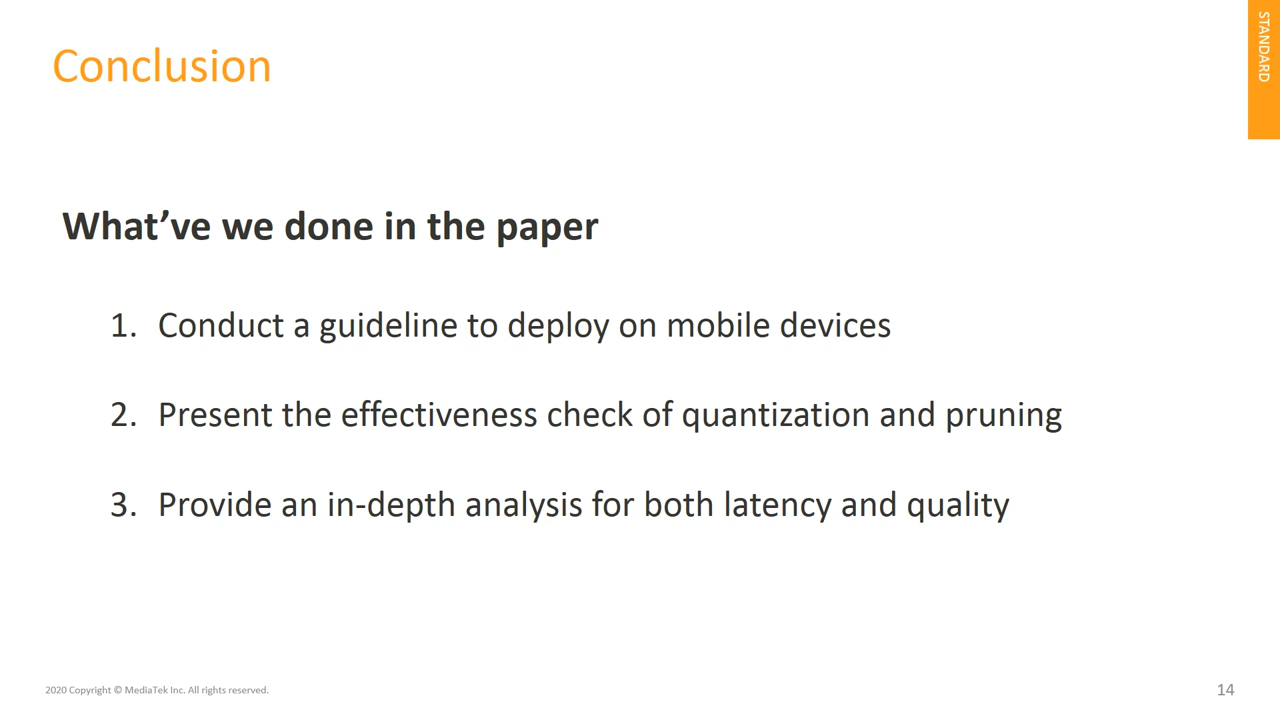 STANDARD
Conclusion
What’ve we done in the paper
1. Conduct a guideline to deploy on mobile devices
2. Present the effectiveness check of quantization and pruning
3. Provide an in-depth analysis for both latency and quality
2020 Copyright © MediaTek Inc. All rights reserved.
14